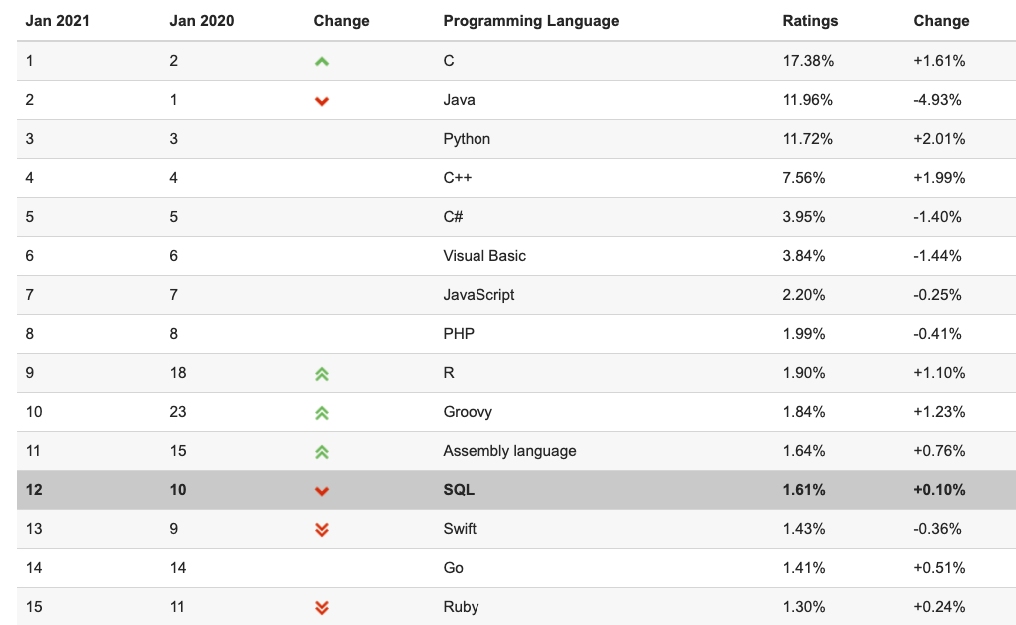 Jan 2021 Jan 2020 Change Programming Language Ratings Change
1 2 C 17.38% +1.61%
2 1 Java 11.96% -4.93%
3 3 Python 11.72% +2.01%
4 4 C++ 7.56% +1.99%
5 5 C# 3.95% -1.40%
6 6 Visual Basic 3.84% -1.44%
7 7 JavaScript 2.20% -0.25%
8 8 PHP 1.99% -0.41%
9 18 R 1.90% +1.10%
10 23 Groovy 1.84% +1.23%
11 15 Assembly language 1.64% +0.76%
12 10 SQL 1.61% +0.10%
13 9 Swift 1.43% -0.36%
14 14 Go 1.41% +0.51%
15 11 Ruby 1.30% +0.24%